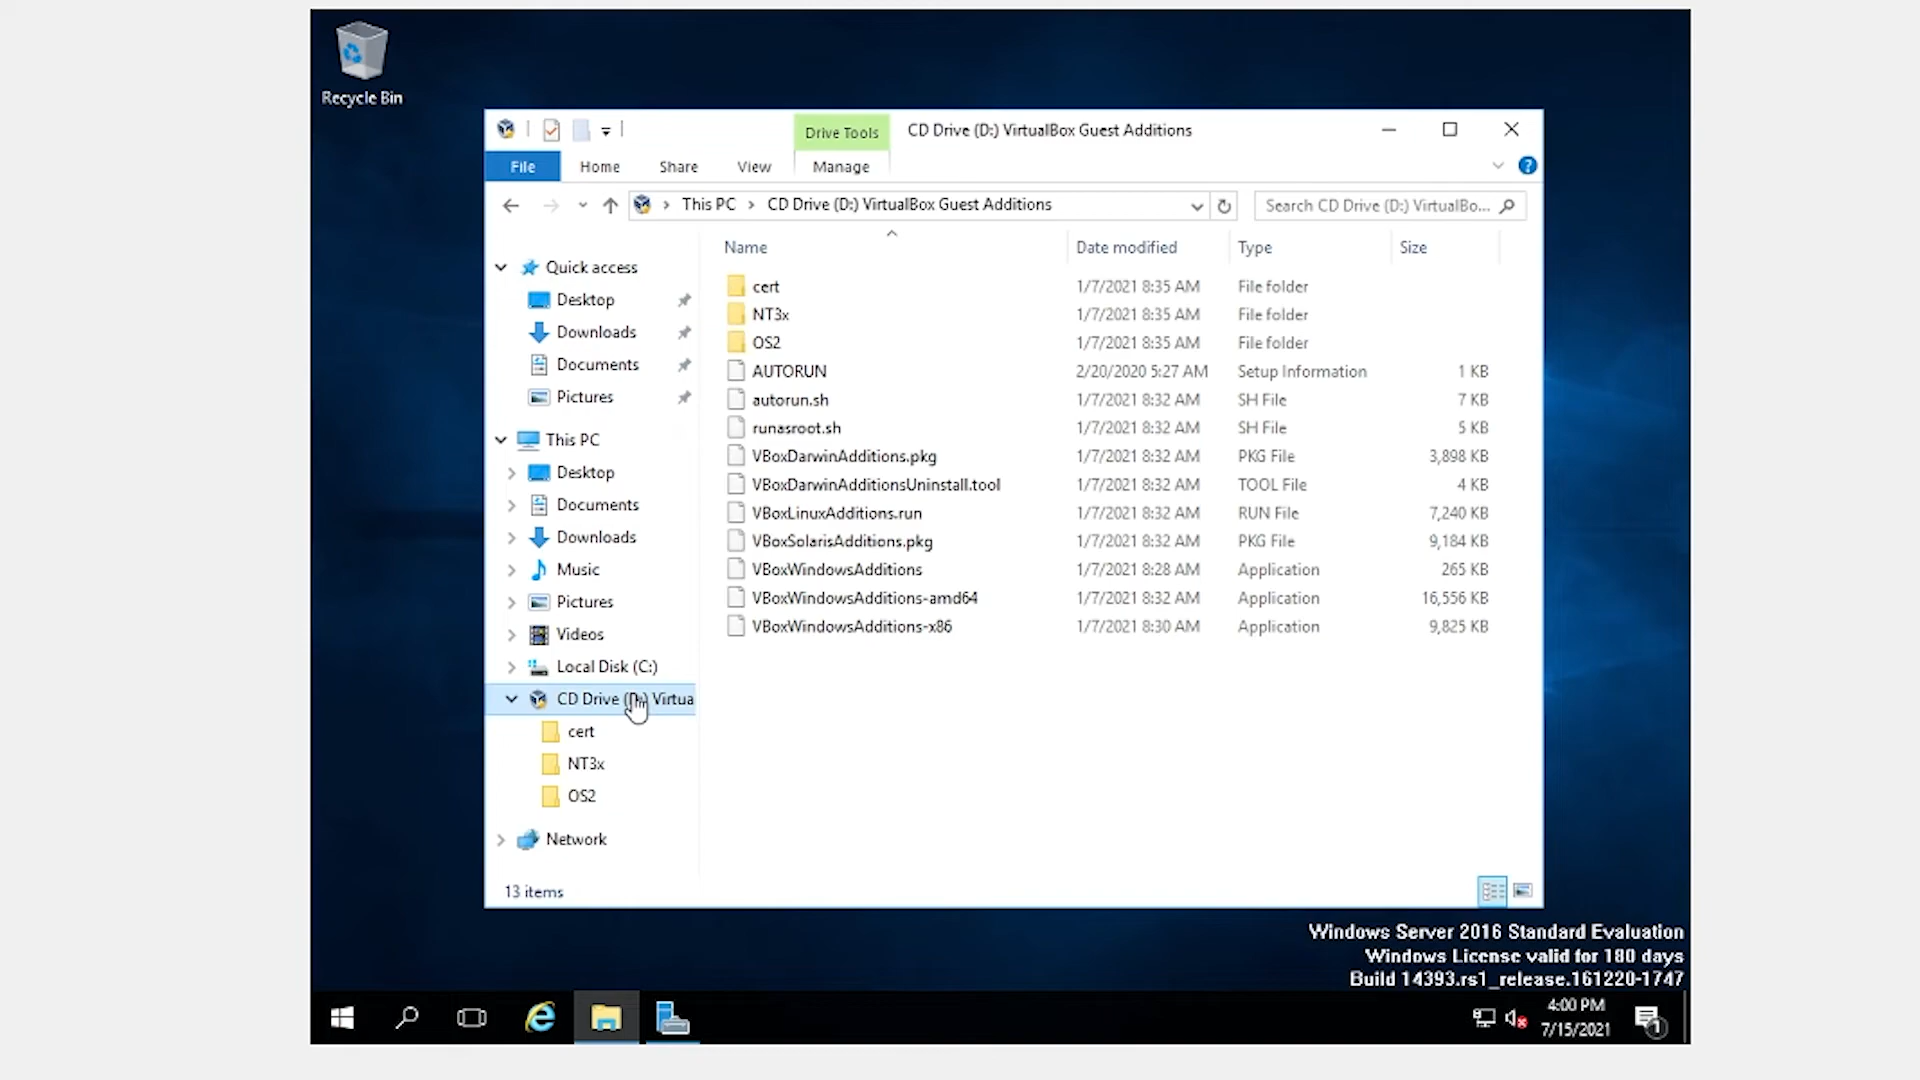 Recycle Bin
Drive Tools
CD Drive (D:) VirtualBox Guest Additions
File
Home
Share
View
Manage
This PC
CD Drive (D:) VirtualBox Guest Additions
Search CD Drive (D:) VirtualBo...
Name
Date modified
Type
Size
Quick access
Desktop
Downloads
Documents
Pictures
This PC
Desktop
Documents
Downloads
Music
Pictures
Videos
Local Disk (C:)
CD Drive (D:) Virtua
cert
NT3x
OS2
Network
cert 1/7/2021 8:35 AM File folder
NT3x 1/7/2021 8:35 AM File folder
OS2 1/7/2021 8:35 AM File folder
AUTORUN 2/20/2020 5:27 AM Setup Information 1 KB
autorun.sh 1/7/2021 8:32 AM SH File 7 KB
runasroot.sh 1/7/2021 8:32 AM SH File 5 KB
VBoxDarwinAdditions.pkg 1/7/2021 8:32 AM PKG File 3,898 KB
VBoxDarwinAdditionsUninstall.tool 1/7/2021 8:32 AM TOOL File 4 KB
VBoxLinuxAdditions.run 1/7/2021 8:32 AM RUN File 7,240 KB
VBoxSolarisAdditions.pkg 1/7/2021 8:32 AM PKG File 9,184 KB
VBoxWindowsAdditions 1/7/2021 8:28 AM Application 265 KB
VBoxWindowsAdditions-amd64 1/7/2021 8:32 AM Application 16,556 KB
VBoxWindowsAdditions-x86 1/7/2021 8:30 AM Application 9,825 KB
13 items
Windows Server 2016 Standard Evaluation
Windows License valid for 180 days
Build 14393.rs1_release.161220-1747
4:00 PM
7/15/2021
1